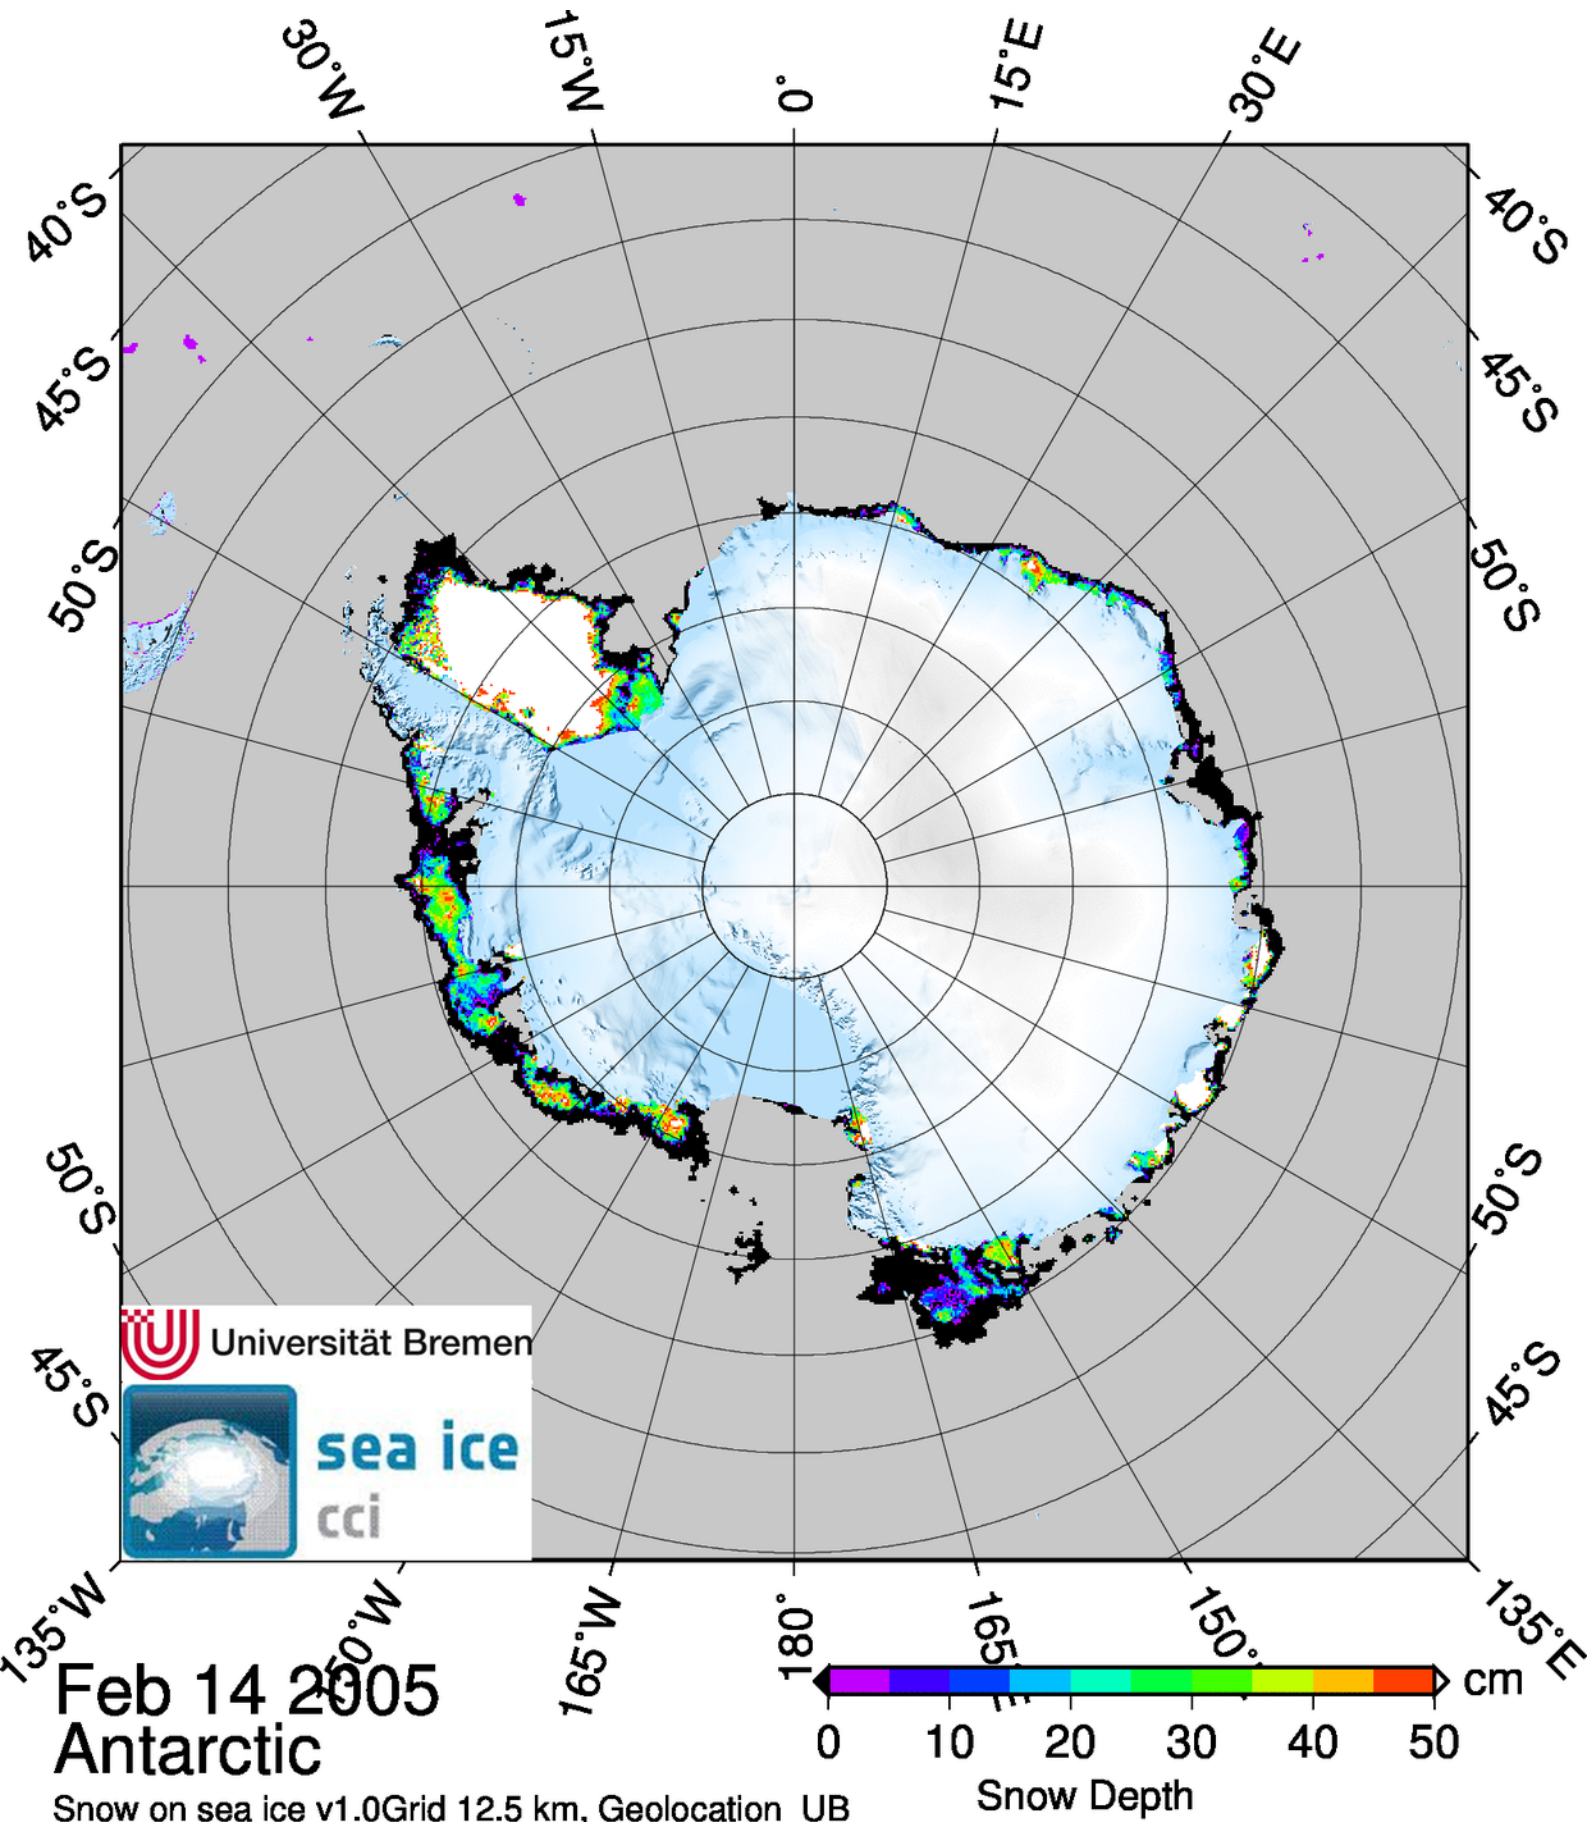 30°W 15°W 0° 15°E 30°E
40°S 40°S
45°S 45°S
50°S 50°S
50°S 50°S
45°S 45°S
Universität Bremen
sea ice
cci
135°W 165°W 180° 165°E 135°E
Feb 14 2005
Antarctic
Snow on sea ice v1.0Grid 12.5 km, Geolocation UB
cm
0 10 20 30 40 50
Snow Depth